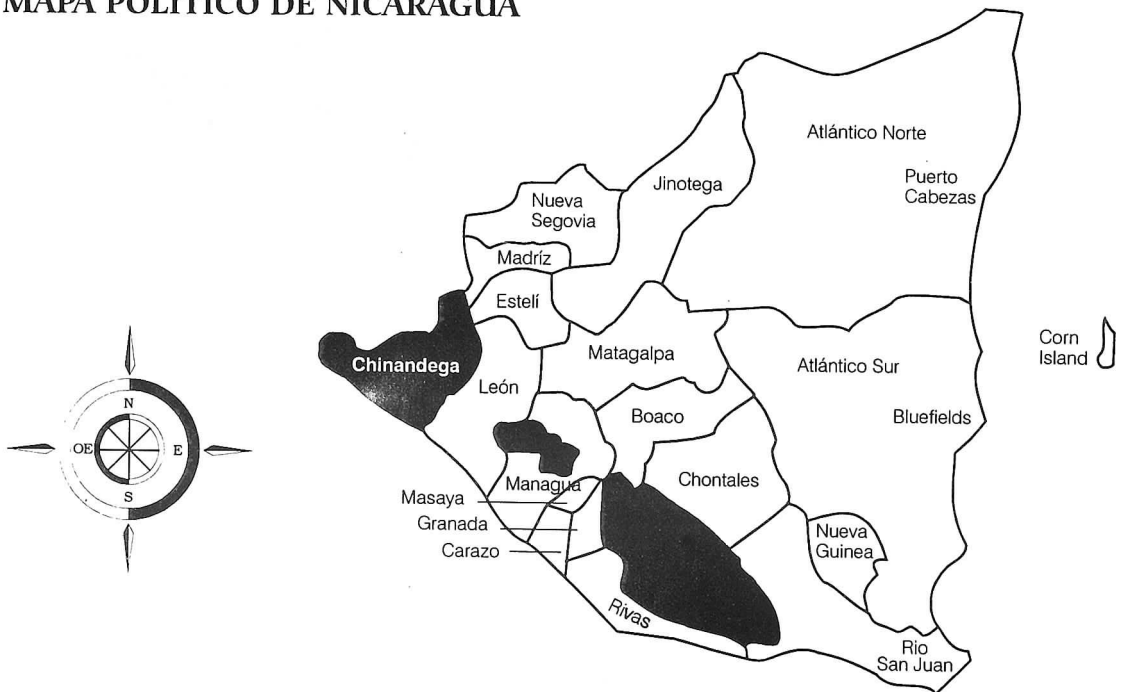 MAPA POLÍTICO DE NICARAGUA
Atlántico Norte
Puerto
Cabezas
Jinotega
Nueva
Segovia
Madríz
Estelí
Corn
Island
Chinandega
Matagalpa
Atlántico Sur
León
Boaco
Bluefields
N
OE
E
S
Managua
Chontales
Masaya
Granada
Carazo
Nueva
Guinea
Rivas
Rio
San Juan